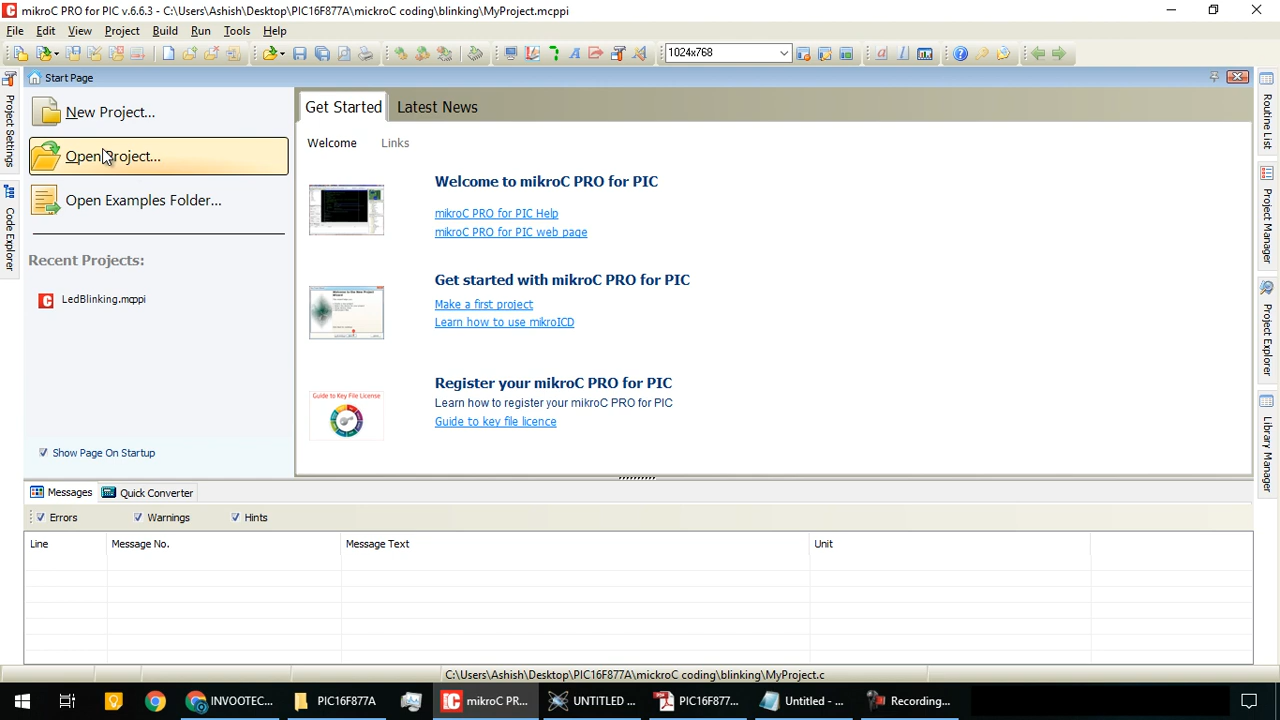 mikroC PRO for PIC v.6.6.3 - C:\Users\Ashish\Desktop\PIC16F877A\mickroC coding\blinking\MyProject.mcppi
File Edit View Project Build Run Tools Help
1024x768
Start Page
New Project...
Open Project...
Open Examples Folder...
Recent Projects:
LedBlinking.mcppi
Show Page On Startup
Get Started Latest News
Welcome Links
Welcome to mikroC PRO for PIC
mikroC PRO for PIC Help
mikroC PRO for PIC web page
Get started with mikroC PRO for PIC
Make a first project
Learn how to use mikroICD
Guide to Key File License
Register your mikroC PRO for PIC
Learn how to register your mikroC PRO for PIC
Guide to key file licence
Project Settings
Code Explorer
Routine List
Project Manager
Project Explorer
Library Manager
Messages Quick Converter
Errors Warnings Hints
Line Message No. Message Text Unit
C:\Users\Ashish\Desktop\PIC16F877A\mickroC coding\blinking\MyProject.c
INVOOTEC... PIC16F877A mikroC PR... UNTITLED ... PIC16F877... Untitled - ... Recording...